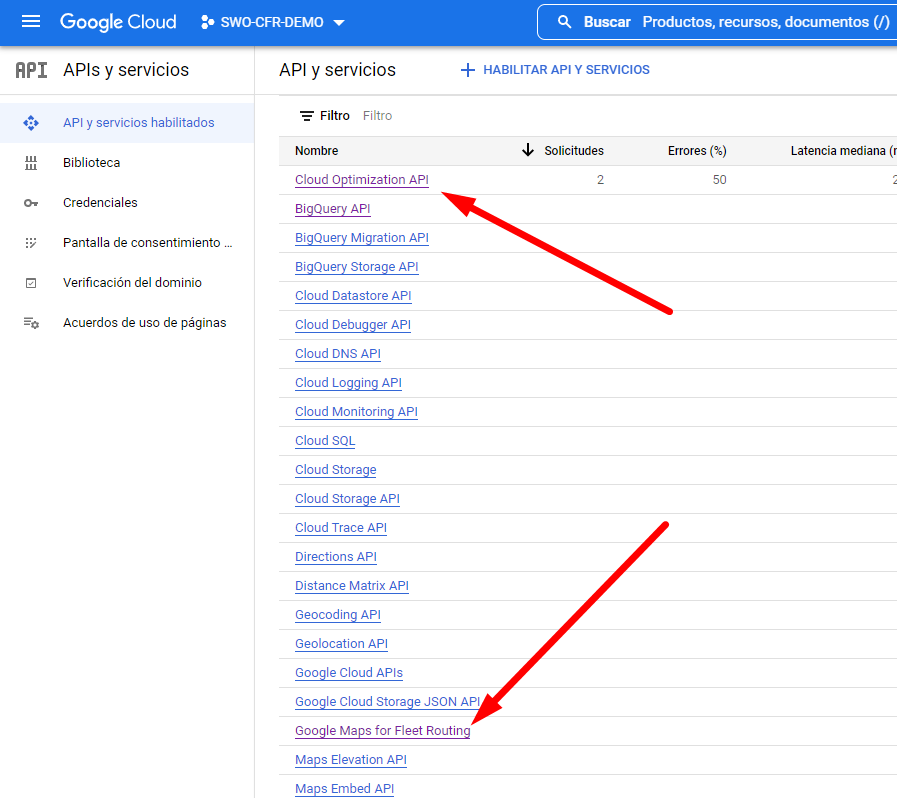 Google Cloud
SWO-CFR-DEMO
Buscar Productos, recursos, documentos (/)
API APIs y servicios
API y servicios habilitados
Biblioteca
Credenciales
Pantalla de consentimiento ...
Verificación del dominio
Acuerdos de uso de páginas
API y servicios
HABILITAR API Y SERVICIOS
Filtro Filtro
Nombre Solicitudes Errores (%) Latencia mediana (
Cloud Optimization API 2 50 2
BigQuery API
BigQuery Migration API
BigQuery Storage API
Cloud Datastore API
Cloud Debugger API
Cloud DNS API
Cloud Logging API
Cloud Monitoring API
Cloud SQL
Cloud Storage
Cloud Storage API
Cloud Trace API
Directions API
Distance Matrix API
Geocoding API
Geolocation API
Google Cloud APIs
Google Cloud Storage JSON API
Google Maps for Fleet Routing
Maps Elevation API
Maps Embed API